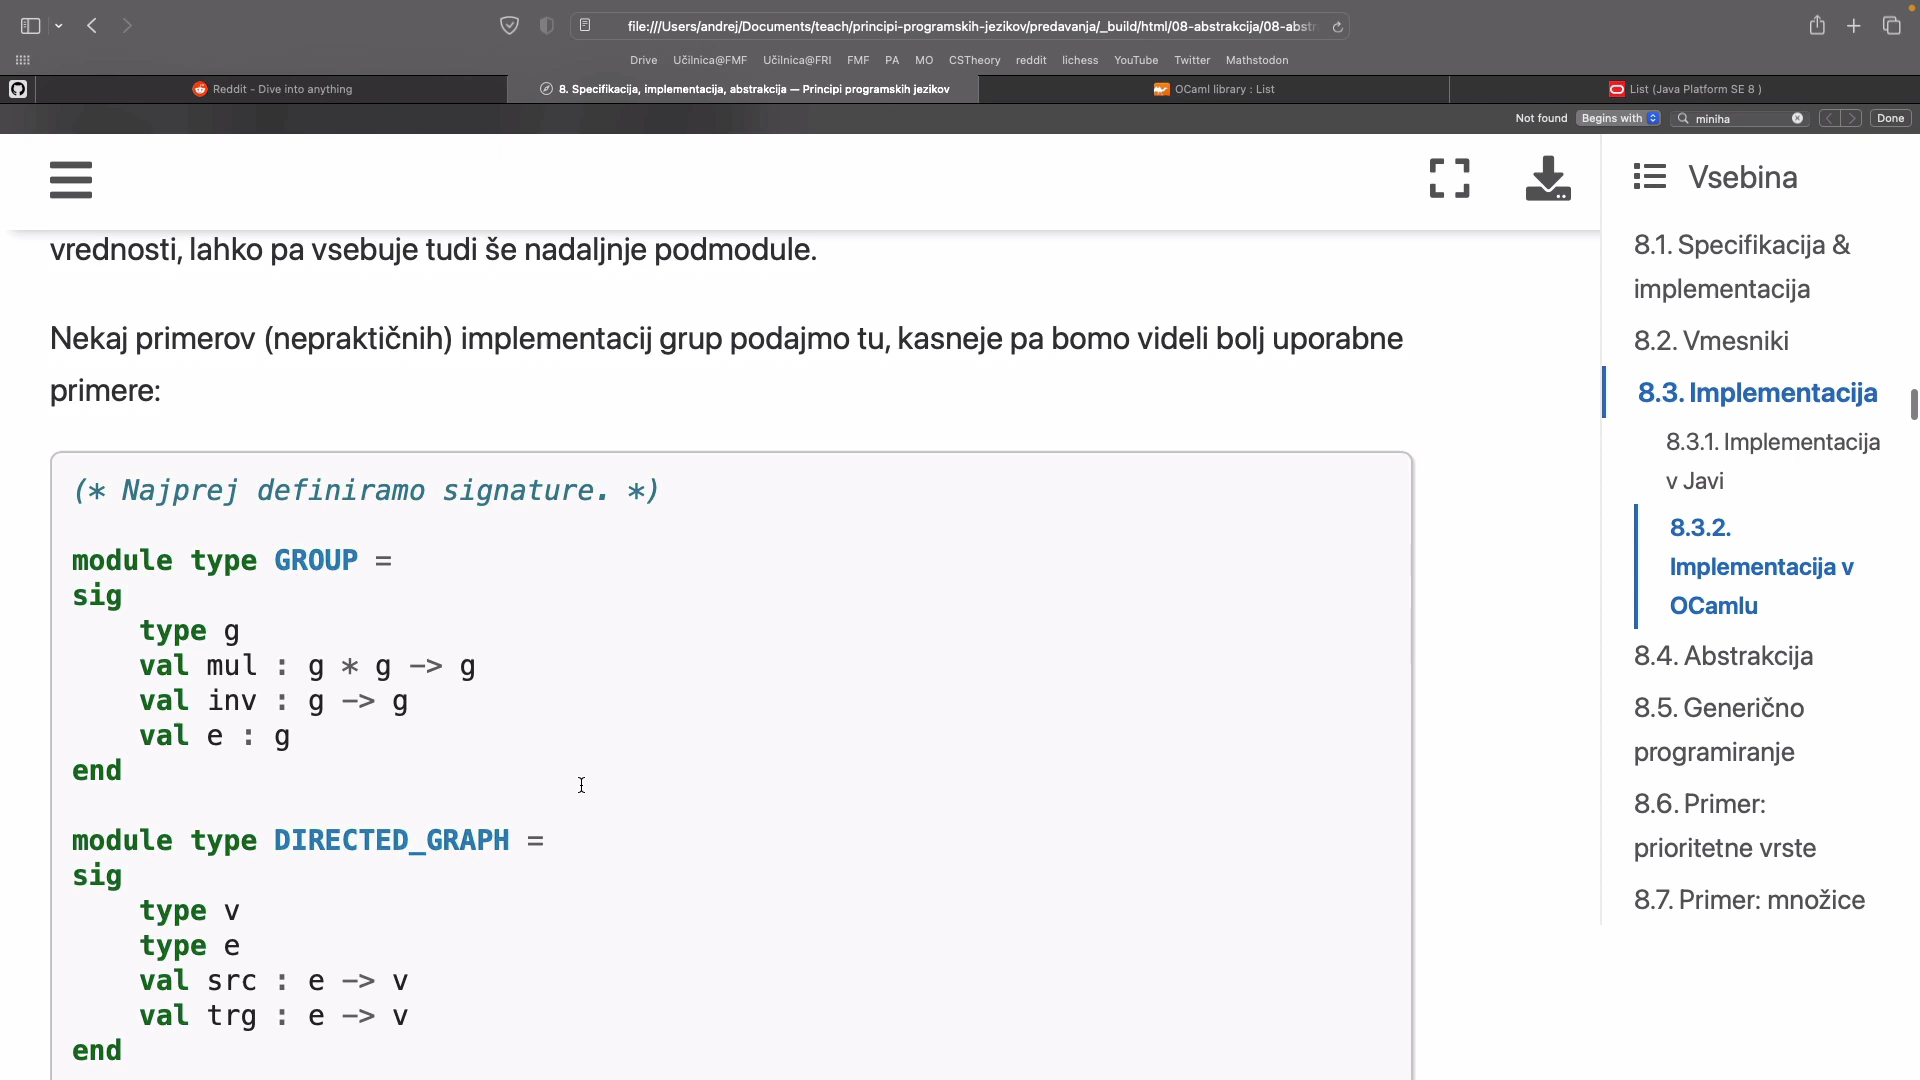 file:///Users/andrej/Documents/teach/principi-programskih-jezikov/predavanja/_build/html/08-abstrakcija/08-abstr
Drive Učilnica@FMF Učilnica@FRI FMF PA MO CSTheory reddit lichess YouTube Twitter Mathstodon
Reddit - Dive into anything
8. Specifikacija, implementacija, abstrakcija — Principi programskih jezikov
OCaml library : List
List (Java Platform SE 8 )
Not found Begins with miniha Done
vrednosti, lahko pa vsebuje tudi še nadaljnje podmodule.
Nekaj primerov (nepraktičnih) implementacij grup podajmo tu, kasneje pa bomo videli bolj uporabne
primere:
(* Najprej definiramo signature. *)
module type GROUP =
sig
type g
val mul : g * g -> g
val inv : g -> g
val e : g
end
module type DIRECTED_GRAPH =
sig
type v
type e
val src : e -> v
val trg : e -> v
end
Vsebina
8.1. Specifikacija &
implementacija
8.2. Vmesniki
8.3. Implementacija
8.3.1. Implementacija
v Javi
8.3.2.
Implementacija v
OCamlu
8.4. Abstrakcija
8.5. Generično
programiranje
8.6. Primer:
prioritetne vrste
8.7. Primer: množice